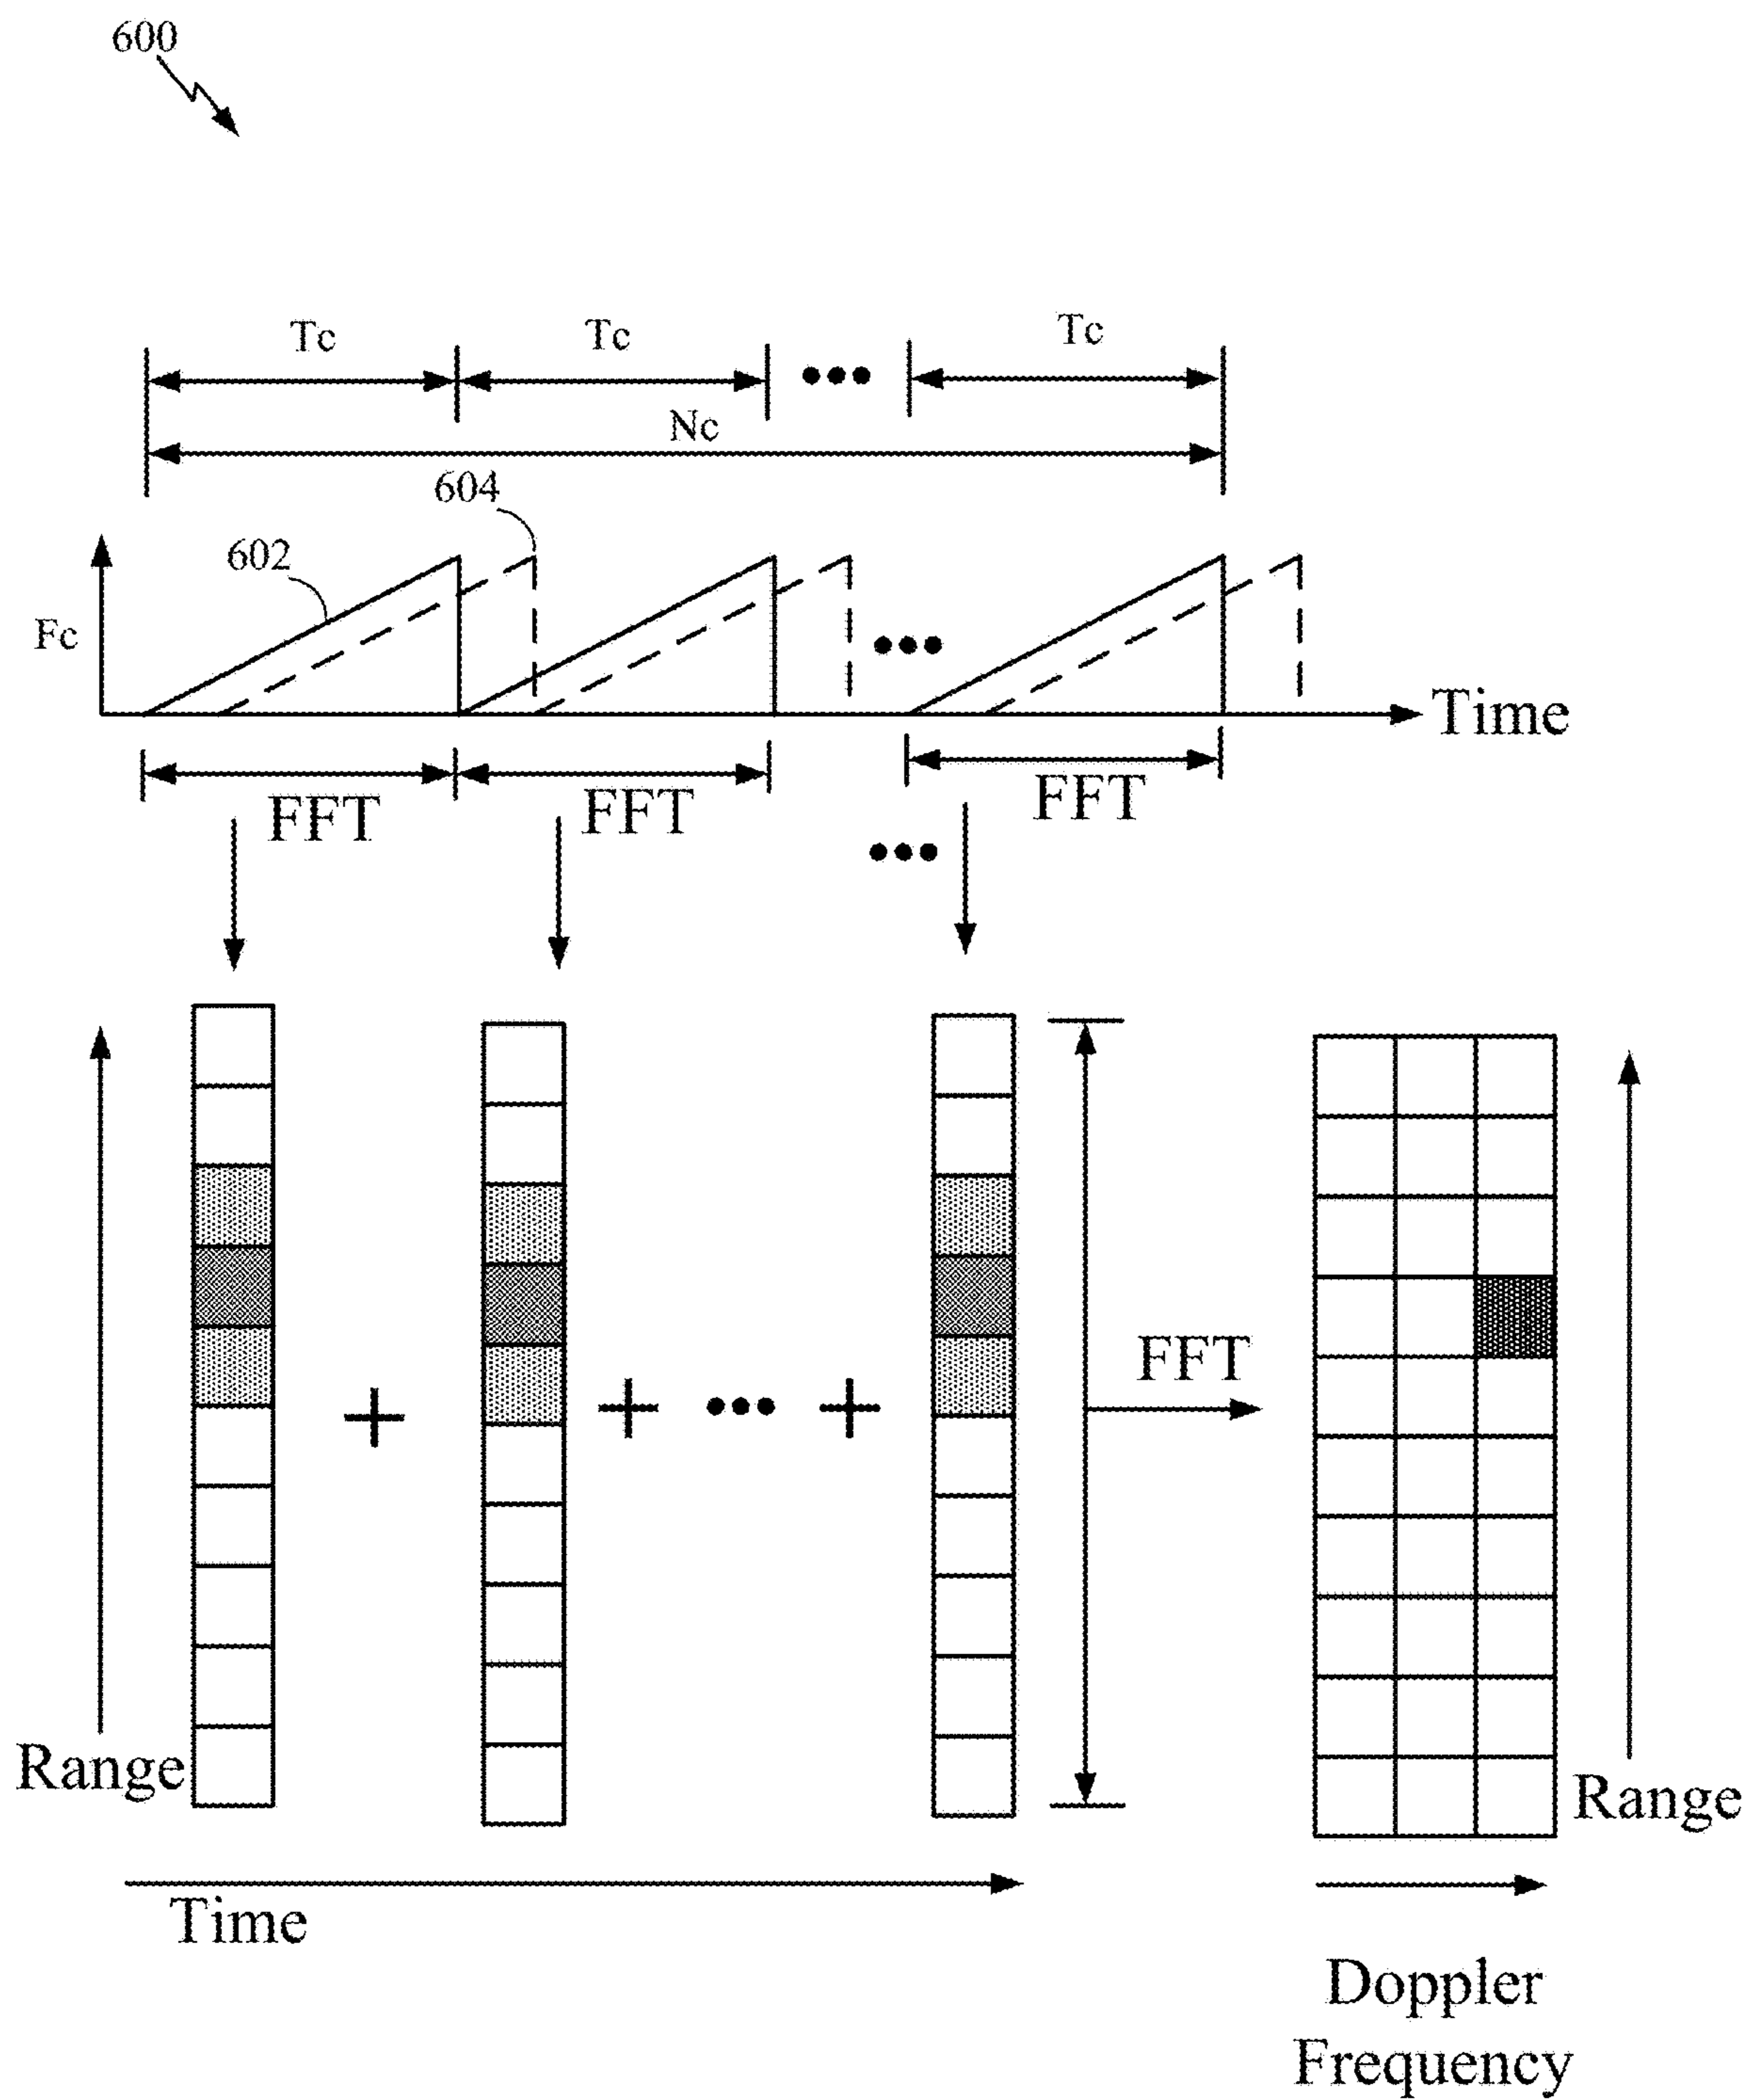 600
Tc
Tc
Tc
Nc
604
602
Fc
Time
FFT
FFT
FFT
FFT
Range
Range
Time
Doppler
Frequency